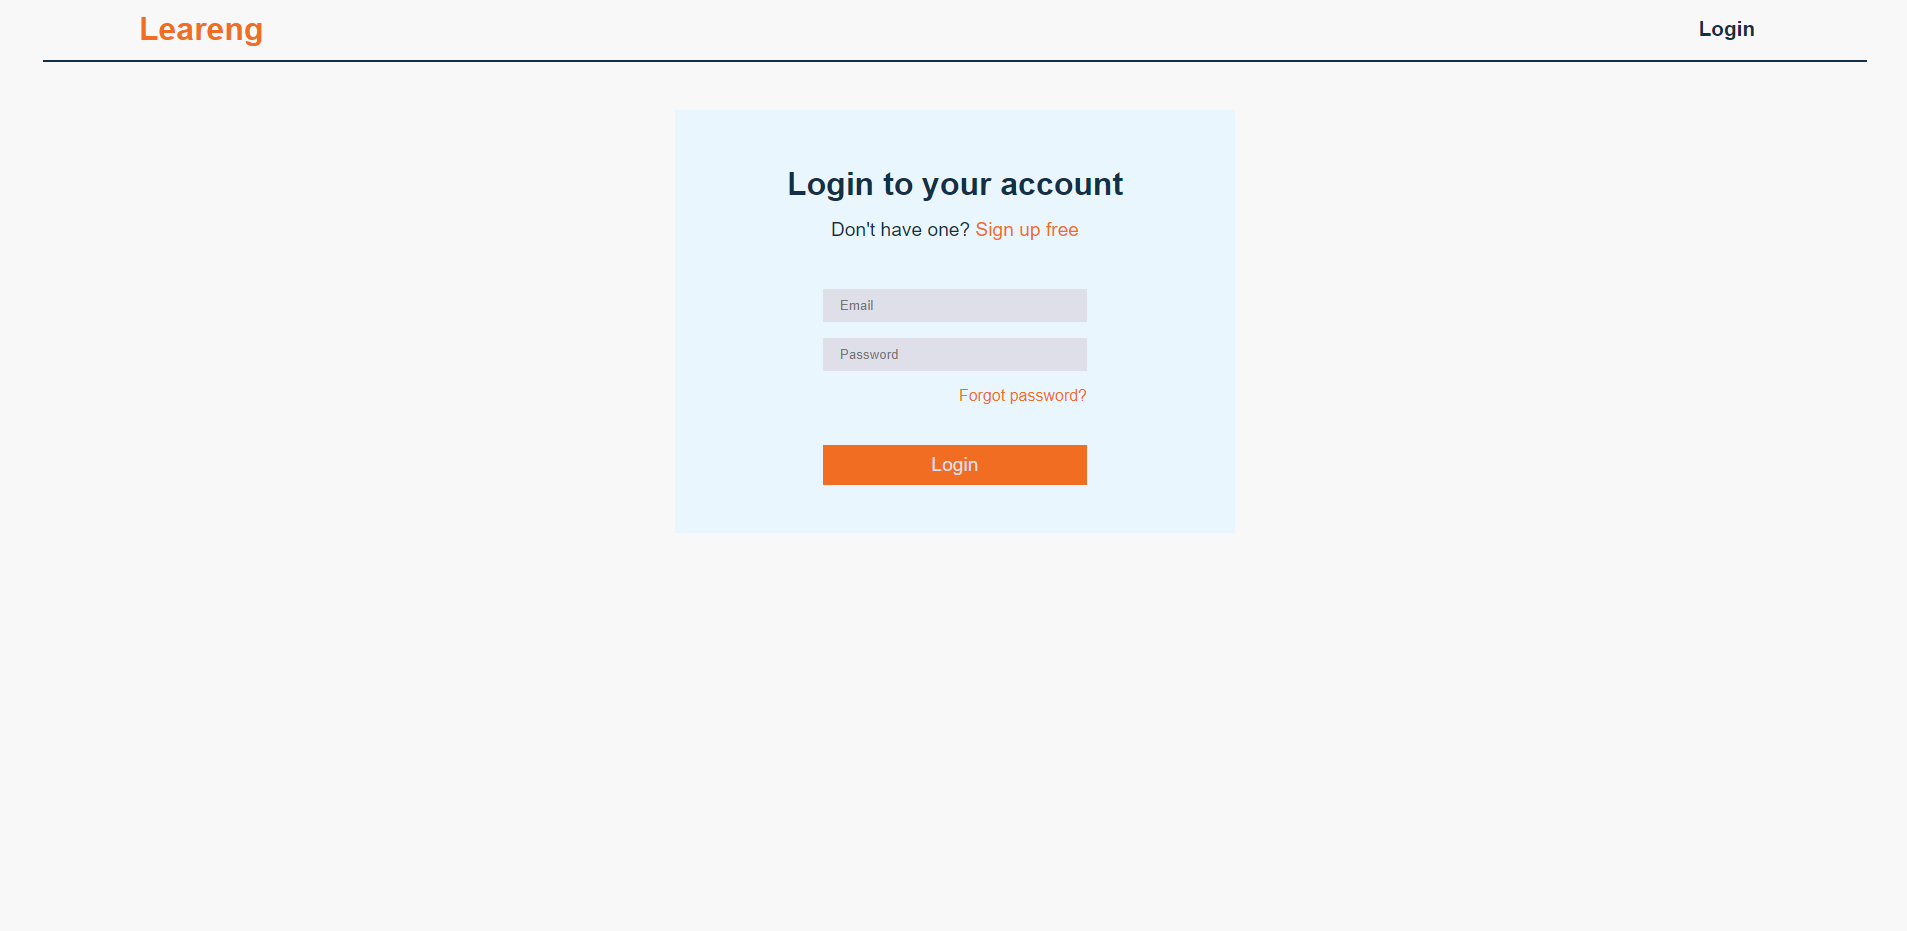 Leareng
Login
Login to your account
Don't have one? Sign up free
Email
Password
Forgot password?
Login